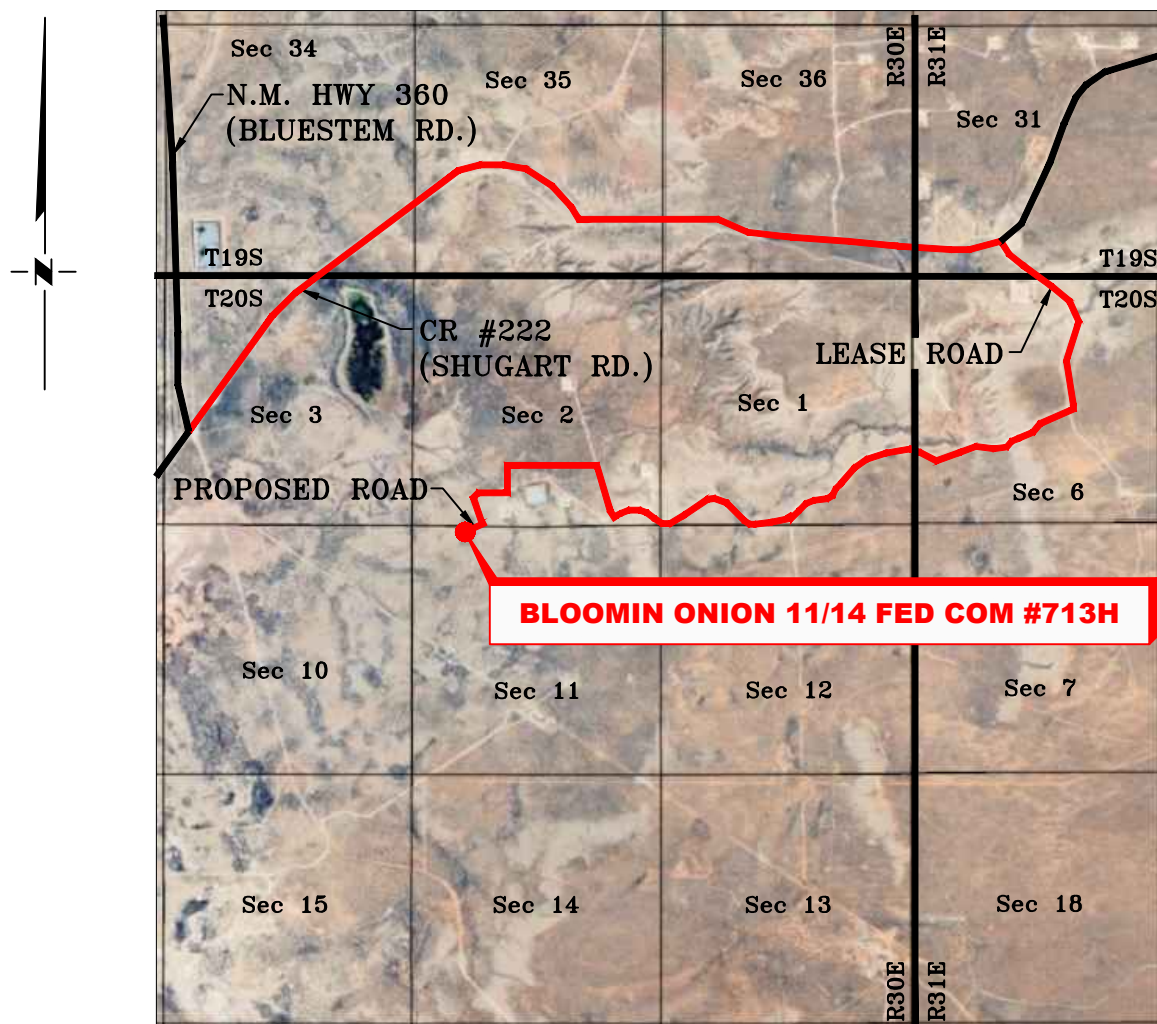 Sec 34
Sec 35
Sec 36
R30E
R31E
N.M. HWY 360
(BLUESTEM RD.)
Sec 31
T19S
T19S
T20S
T20S
CR #222
(SHUGART RD.)
LEASE ROAD
Sec 3
Sec 2
Sec 1
PROPOSED ROAD
Sec 6
N
BLOOMIN ONION 11/14 FED COM #713H
Sec 10
Sec 11
Sec 12
Sec 7
Sec 15
Sec 14
Sec 13
Sec 18
R30E
R31E